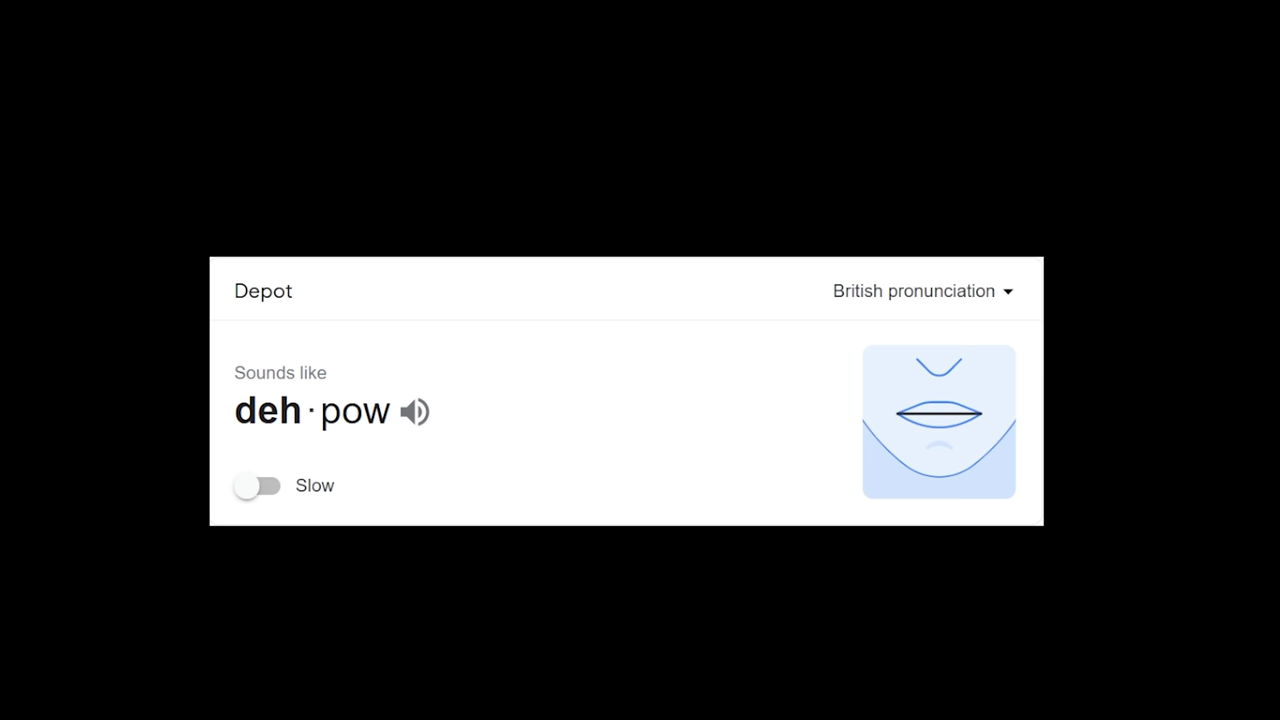 Depot
British pronunciation
Sounds like
deh · pow
Slow